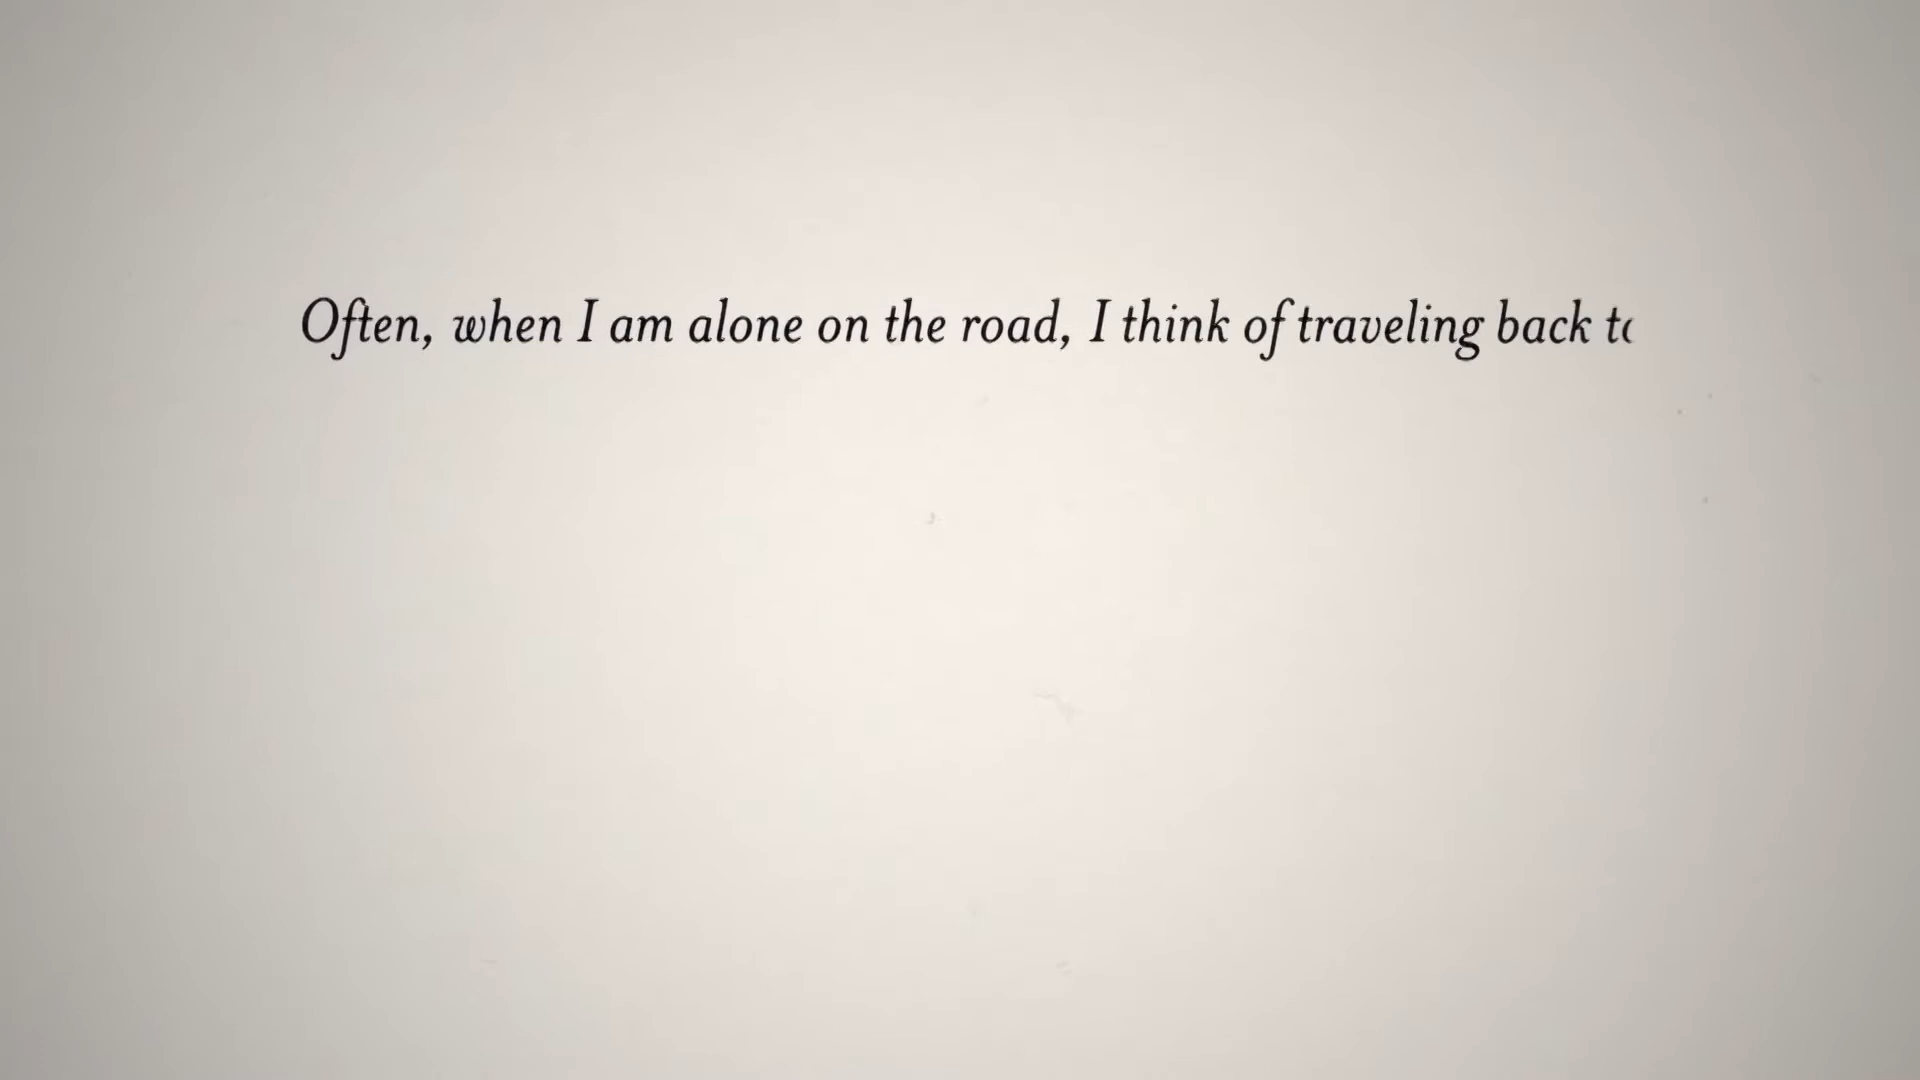 Often, when I am alone on the road, I think of traveling back